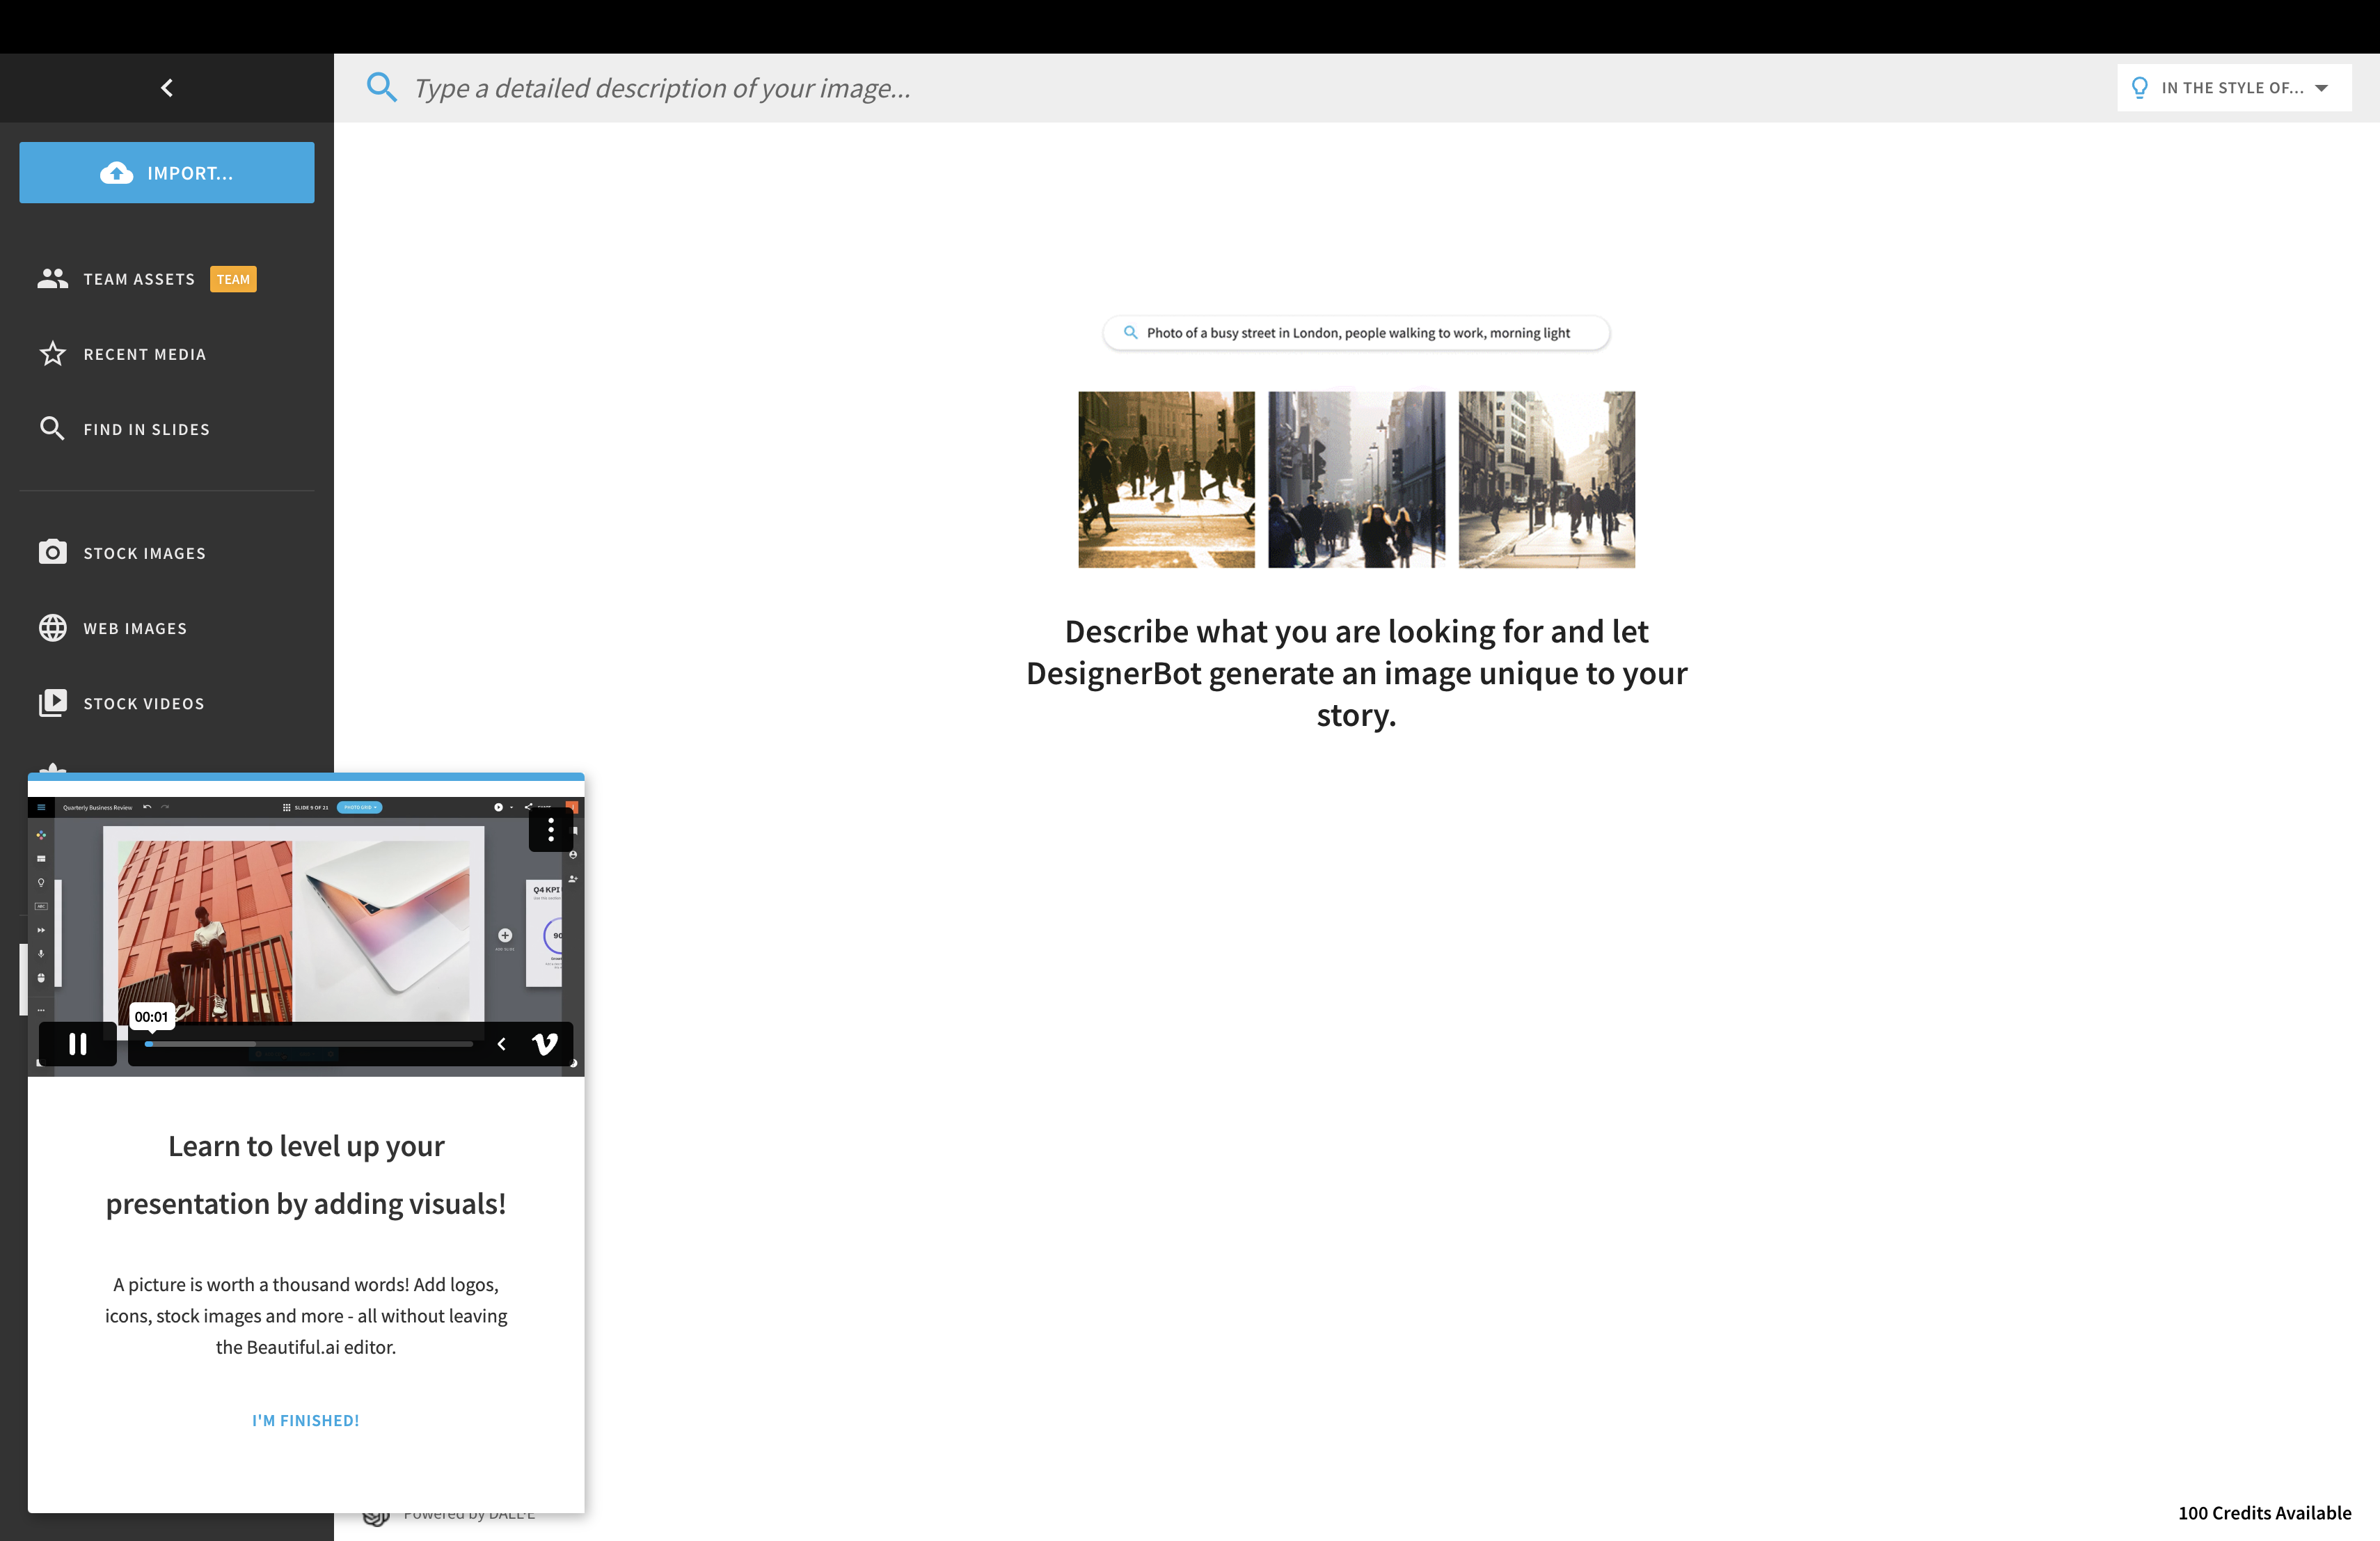 Type a detailed description of your image...
IN THE STYLE OF...
IMPORT...
TEAM ASSETS TEAM
RECENT MEDIA
FIND IN SLIDES
STOCK IMAGES
WEB IMAGES
STOCK VIDEOS
Photo of a busy street in London, people walking to work, morning light
Describe what you are looking for and let
DesignerBot generate an image unique to your
story.
Quarterly Business Review
SLIDE 9 OF 21
PHOTO GRID
Q4 KPI
90
ADD SLIDE
00:01
Learn to level up your
presentation by adding visuals!
A picture is worth a thousand words! Add logos,
icons, stock images and more - all without leaving
the Beautiful.ai editor.
I'M FINISHED!
Powered by DALL·E
100 Credits Available